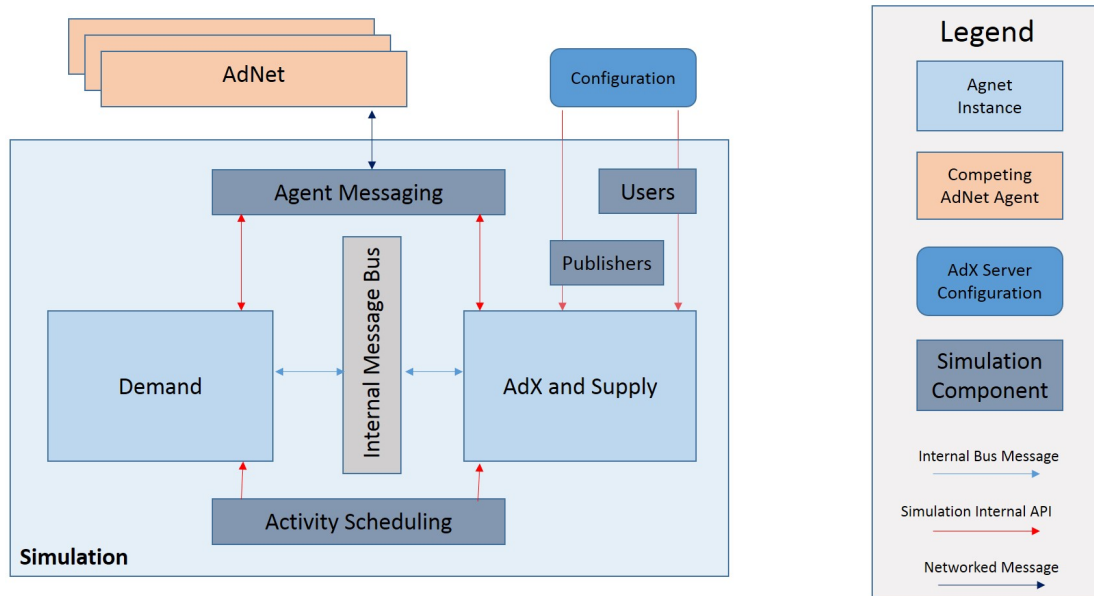 AdNet
Configuration
Agent Messaging
Users
Publishers
Internal Message Bus
Demand
AdX and Supply
Activity Scheduling
Simulation
Legend
Agnet
Instance
Competing
AdNet Agent
AdX Server
Configuration
Simulation
Component
Internal Bus Message
Simulation Internal API
Networked Message